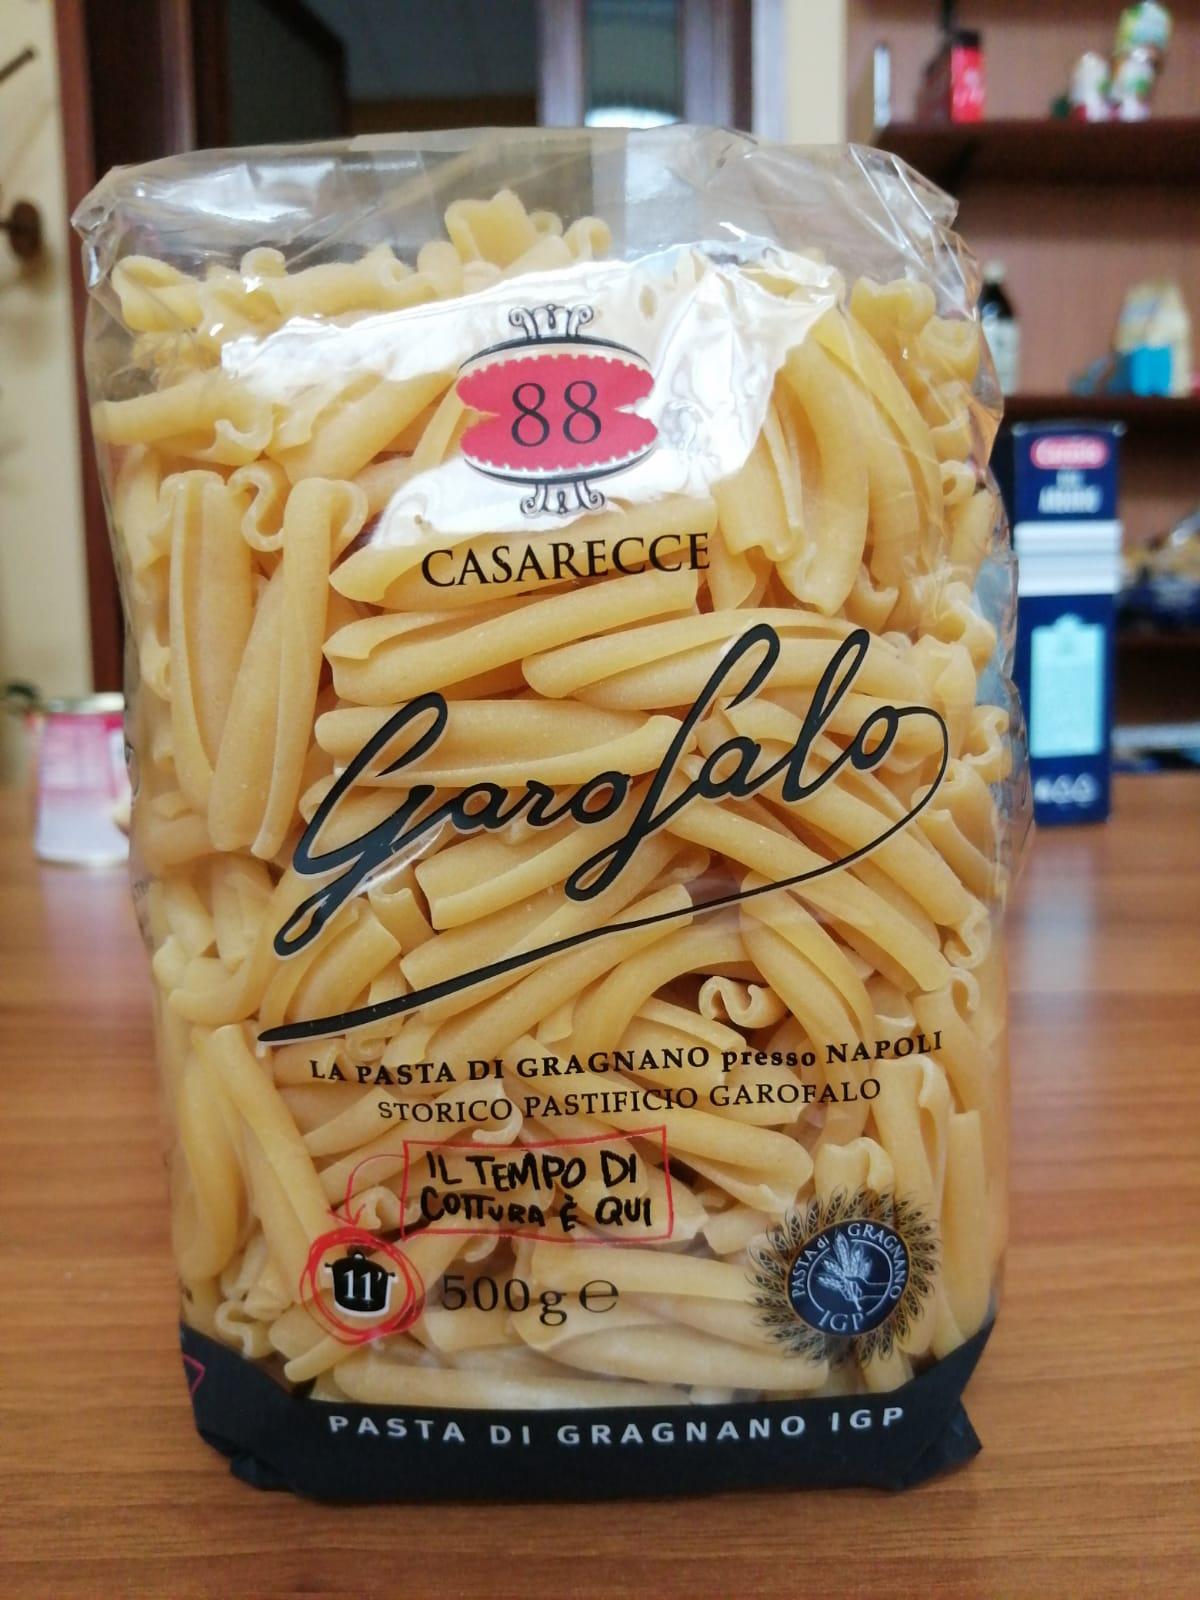 88
CASARECCE
Garofalo
LA PASTA DI GRAGNANO presso NAPOLI
STORICO PASTIFICIO GAROFALO
IL TEMPO DI
COTTURA È QUI
11'
500g e
PASTA di GRAGNANO
IGP
PASTA DI GRAGNANO IGP